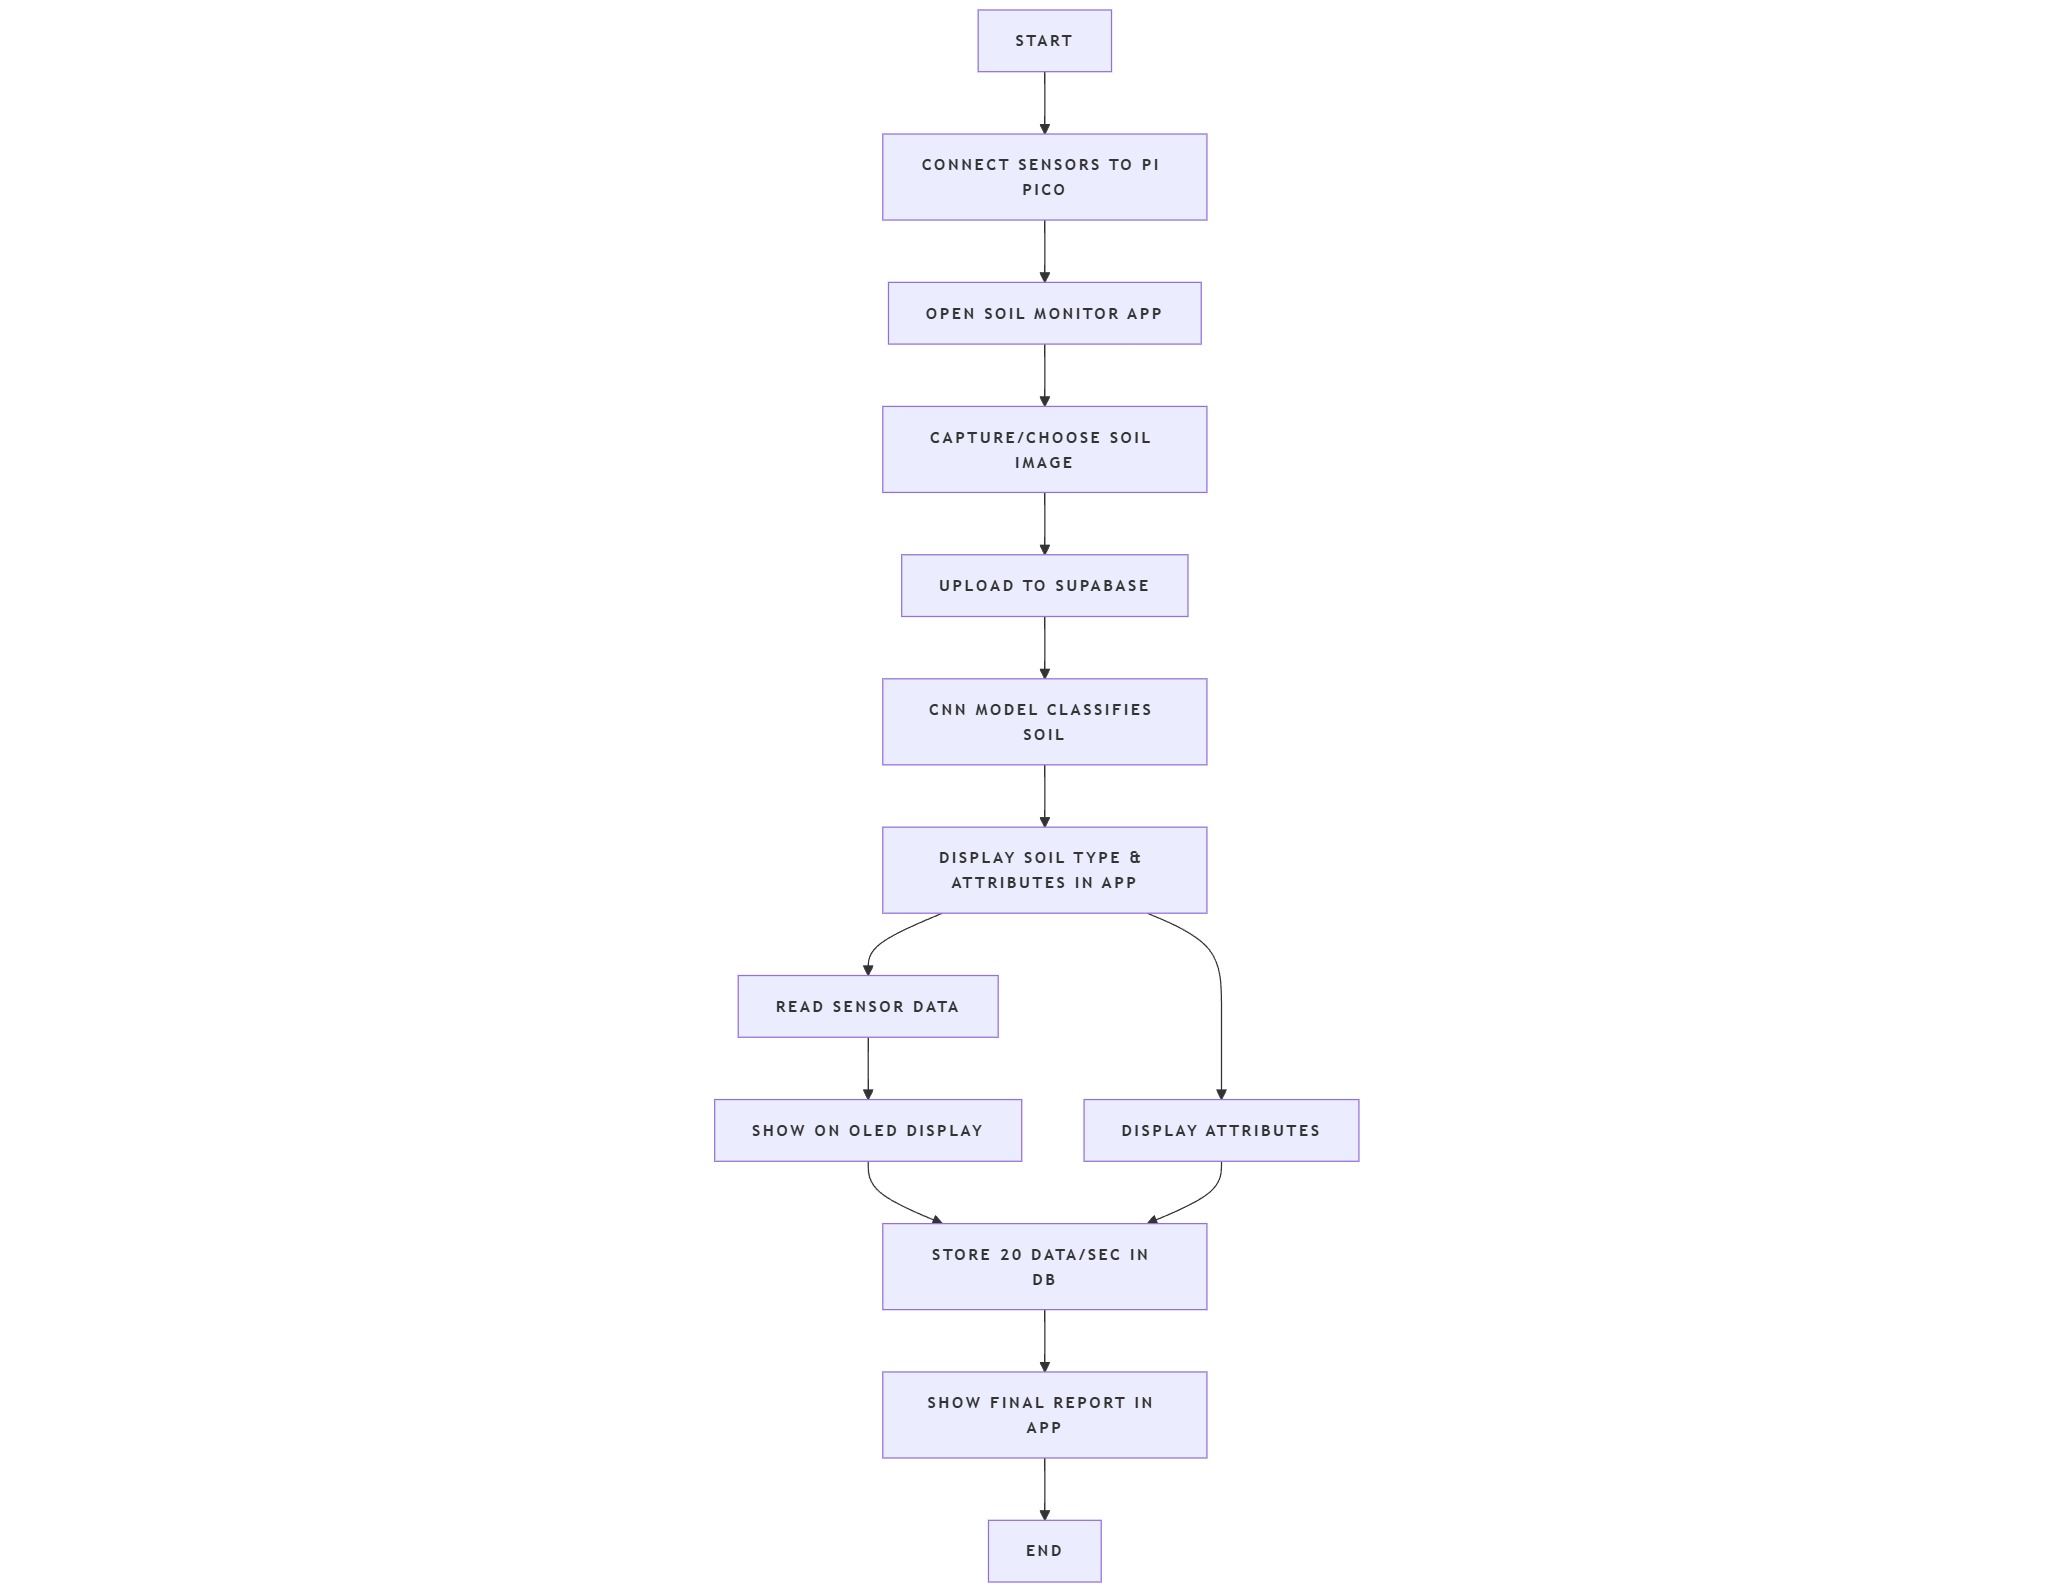 START
CONNECT SENSORS TO PI
PICO
OPEN SOIL MONITOR APP
CAPTURE/CHOOSE SOIL
IMAGE
UPLOAD TO SUPABASE
CNN MODEL CLASSIFIES
SOIL
DISPLAY SOIL TYPE &
ATTRIBUTES IN APP
READ SENSOR DATA
SHOW ON OLED DISPLAY
DISPLAY ATTRIBUTES
STORE 20 DATA/SEC IN
DB
SHOW FINAL REPORT IN
APP
END